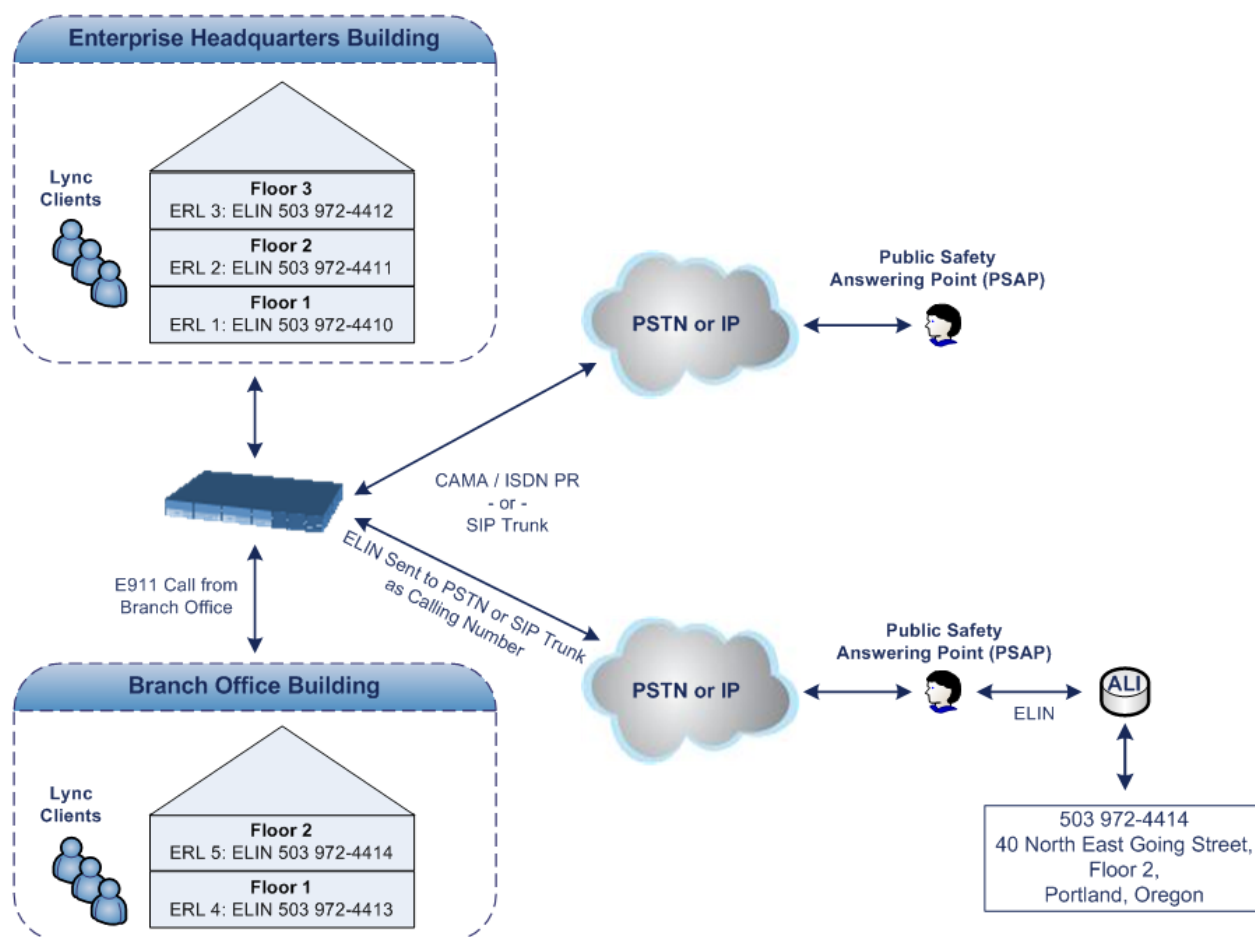 Enterprise Headquarters Building
Lync
Clients
Floor 3
ERL 3: ELIN 503 972-4412
Floor 2
ERL 2: ELIN 503 972-4411
Floor 1
ERL 1: ELIN 503 972-4410
PSTN or IP
Public Safety
Answering Point (PSAP)
CAMA / ISDN PR
- or -
SIP Trunk
ELIN Sent to PSTN or SIP Trunk
as Calling Number
E911 Call from
Branch Office
Branch Office Building
Lync
Clients
Floor 2
ERL 5: ELIN 503 972-4414
Floor 1
ERL 4: ELIN 503 972-4413
PSTN or IP
Public Safety
Answering Point (PSAP)
ELIN
ALI
503 972-4414
40 North East Going Street,
Floor 2,
Portland, Oregon